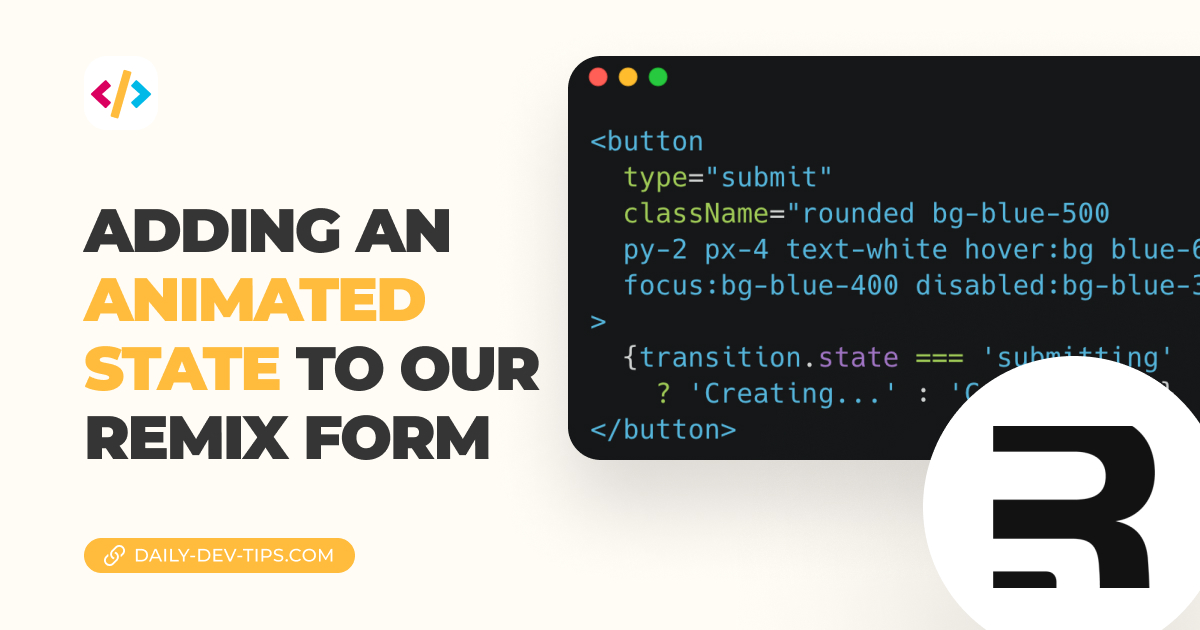 ADDING AN
ANIMATED
STATE TO OUR
REMIX FORM
DAILY-DEV-TIPS.COM
<button
type="submit"
className="rounded bg-blue-500
py-2 px-4 text-white hover:bg blue-6
focus:bg-blue-400 disabled:bg-blue-3
>
{transition.state === 'submitting'
? 'Creating...' : '
</button>